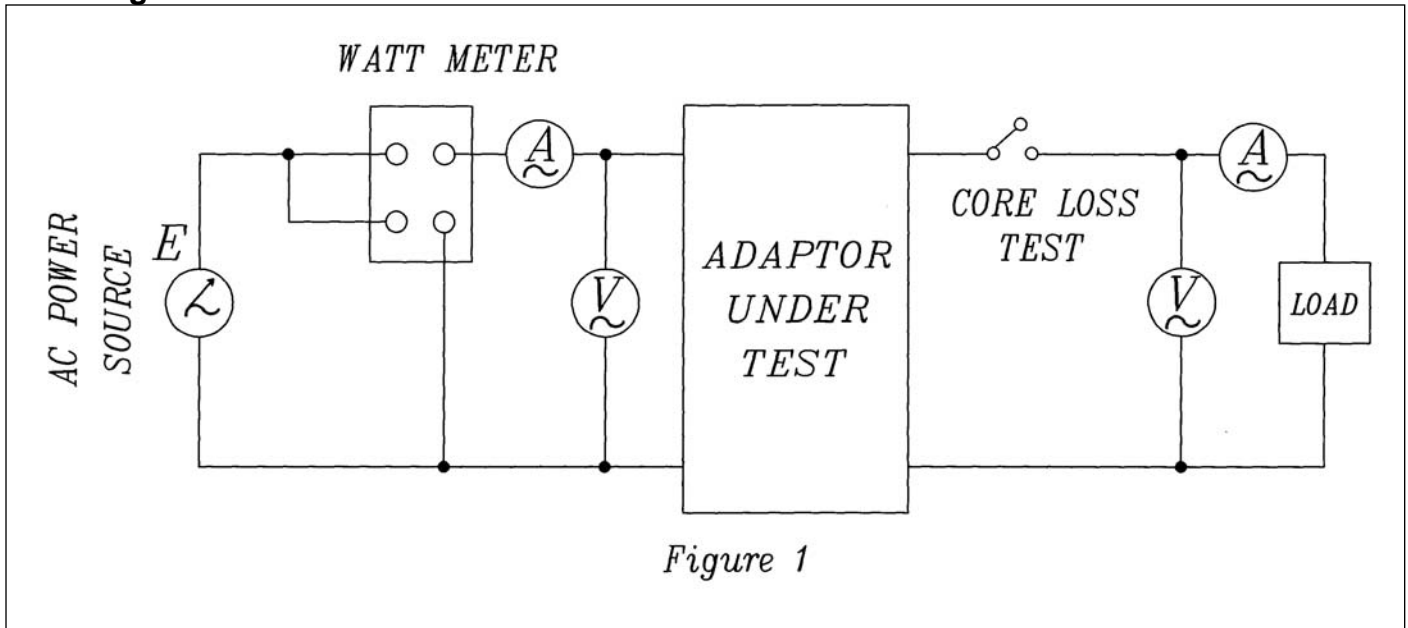 WATT METER
A
A
E
AC POWER
SOURCE
V
ADAPTOR
UNDER
TEST
CORE LOSS
TEST
V
LOAD
Figure 1